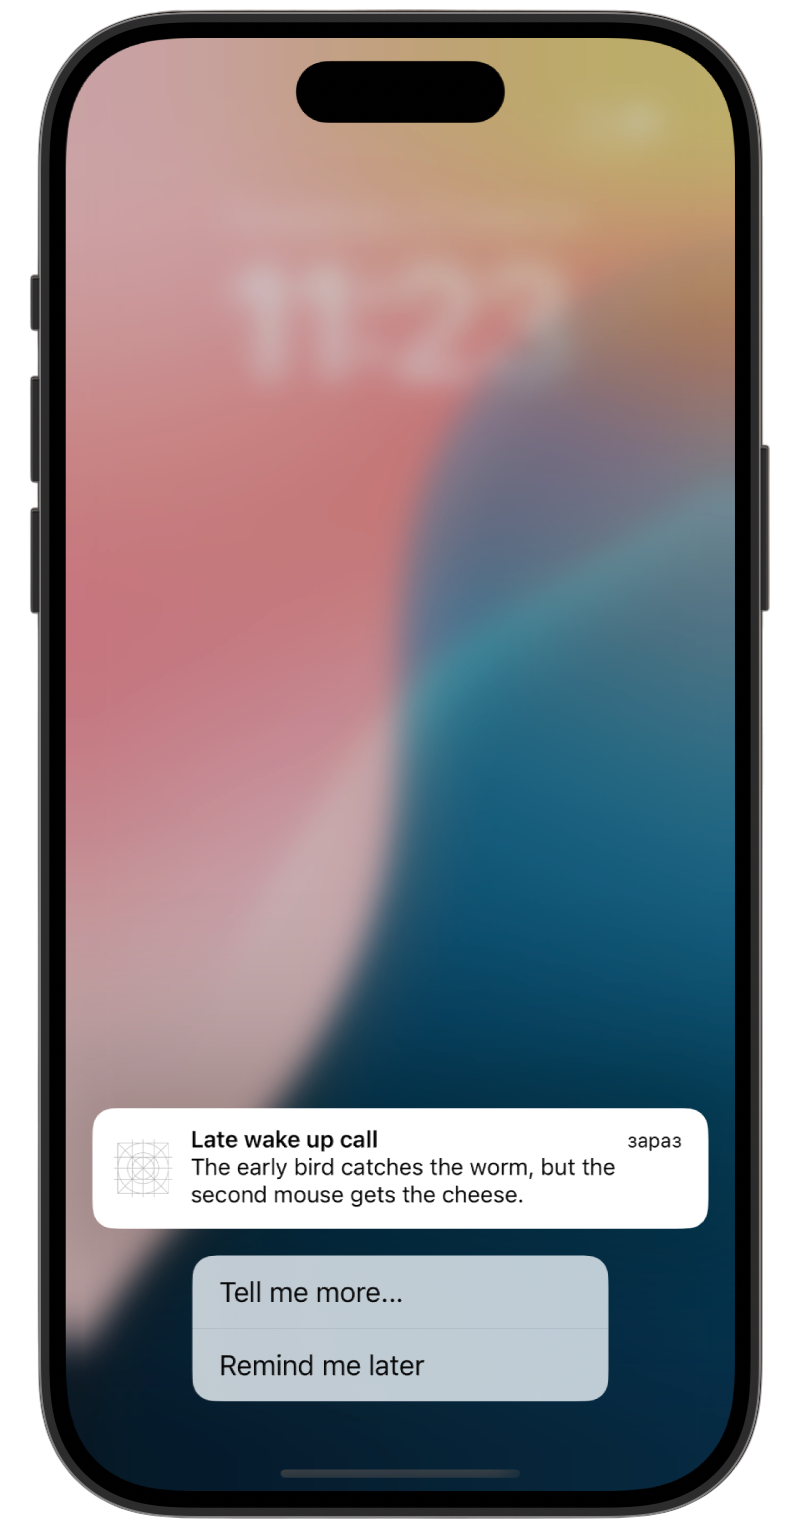 11:22
Late wake up call
зараз
The early bird catches the worm, but the
second mouse gets the cheese.
Tell me more...
Remind me later